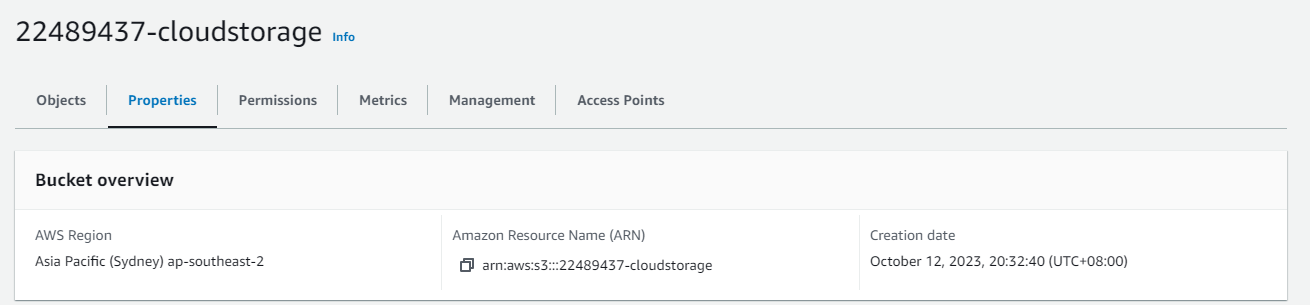 22489437-cloudstorage Info
Objects Properties Permissions Metrics Management Access Points
Bucket overview
AWS Region
Asia Pacific (Sydney) ap-southeast-2
Amazon Resource Name (ARN)
arn:aws:s3:::22489437-cloudstorage
Creation date
October 12, 2023, 20:32:40 (UTC+08:00)